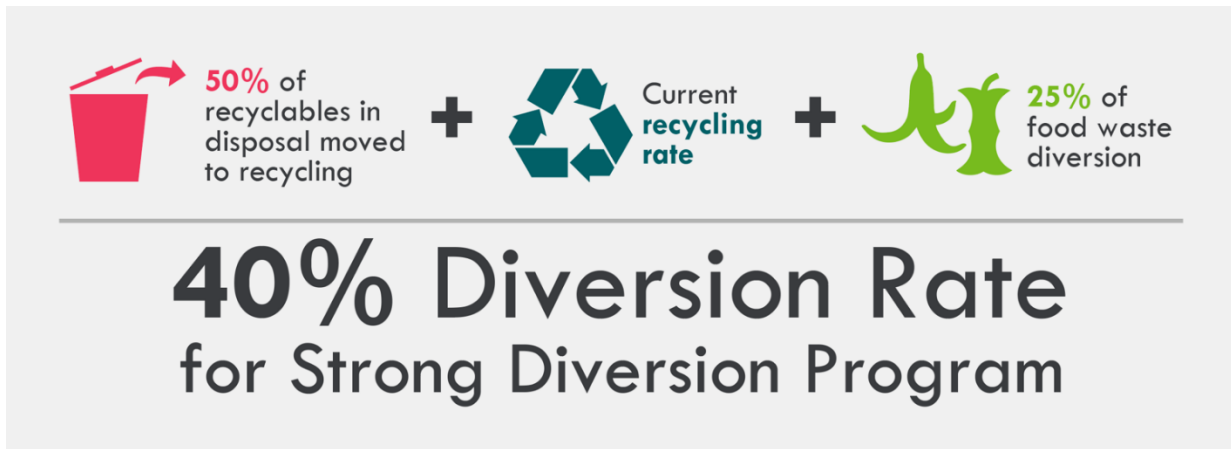 50% of
recyclables in
disposal moved
to recycling
+
Current
recycling
rate
+
25% of
food waste
diversion
40% Diversion Rate
for Strong Diversion Program